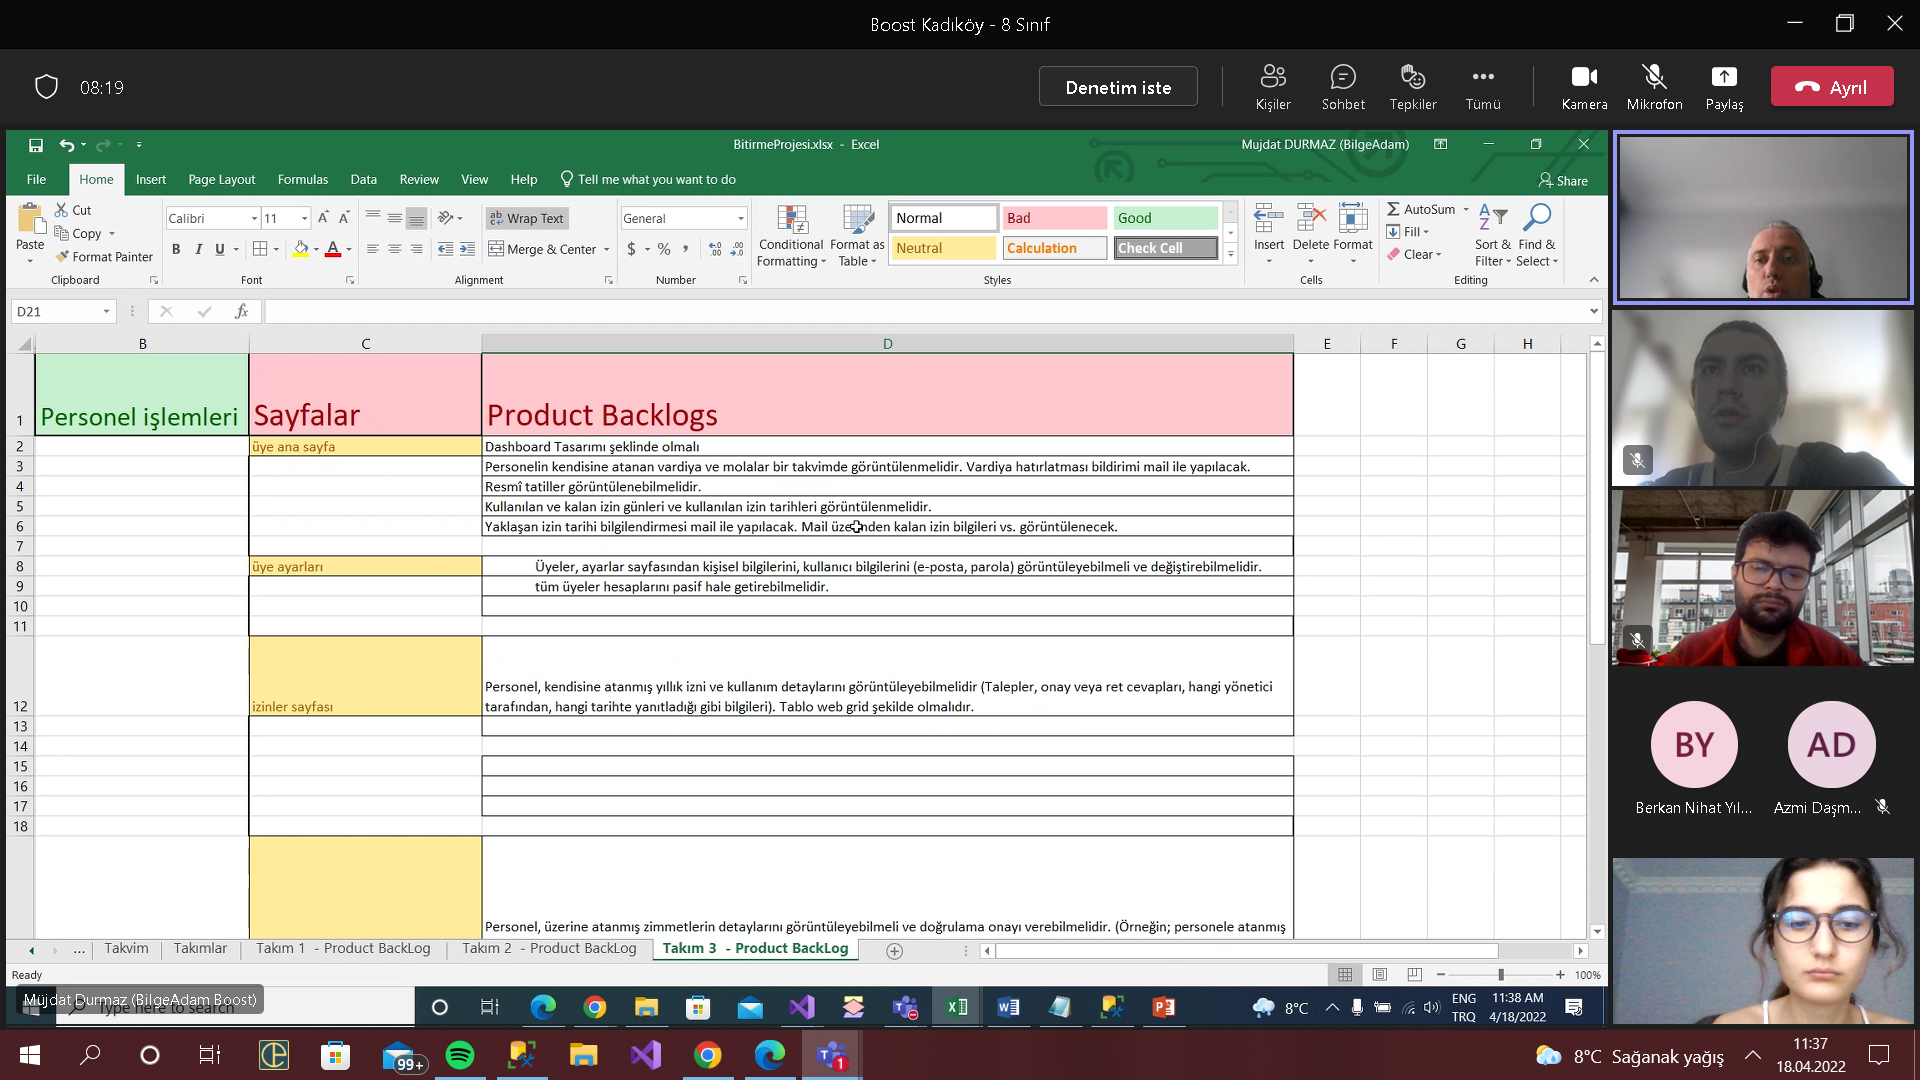 Boost Kadıköy - 8 Sınıf
08:19
Denetim iste
Kişiler
Sohbet
Tepkiler
Tümü
Kamera
Mikrofon
Paylaş
Ayrıl
BitirmeProjesi.xlsx - Excel
Mujdat DURMAZ (BilgeAdam)
File
Home
Insert
Page Layout
Formulas
Data
Review
View
Help
Tell me what you want to do
Share
Paste
Cut
Copy
Format Painter
Clipboard
Calibri
11
B I U
Font
Wrap Text
Merge & Center
Alignment
General
$ % ,
Number
Conditional Formatting
Format as Table
Normal
Bad
Good
Neutral
Calculation
Check Cell
Styles
Insert
Delete
Format
Cells
AutoSum
Fill
Clear
Sort & Filter
Find & Select
Editing
D21
fx
B C D E F G H
1 Personel işlemleri Sayfalar Product Backlogs
2 üye ana sayfa Dashboard Tasarımı şeklinde olmalı
3 Personelin kendisine atanan vardiya ve molalar bir takvimde görüntülenmelidir. Vardiya hatırlatması bildirimi mail ile yapılacak.
4 Resmî tatiller görüntülenebilmelidir.
5 Kullanılan ve kalan izin günleri ve kullanılan izin tarihleri görüntülenmelidir.
6 Yaklaşan izin tarihi bilgilendirmesi mail ile yapılacak. Mail üzerinden kalan izin bilgileri vs. görüntülenecek.
7
8 üye ayarları Üyeler, ayarlar sayfasından kişisel bilgilerini, kullanıcı bilgilerini (e-posta, parola) görüntüleyebilmeli ve değiştirebilmelidir.
9 tüm üyeler hesaplarını pasif hale getirebilmelidir.
10
11
Personel, kendisine atanmış yıllık izni ve kullanım detaylarını görüntüleyebilmelidir (Talepler, onay veya ret cevapları, hangi yönetici
12 izinler sayfası tarafından, hangi tarihte yanıtladığı gibi bilgileri). Tablo web grid şekilde olmalıdır.
13
14
15
16
17
18
Personel, üzerine atanmış zimmetlerin detaylarını görüntüleyebilmeli ve doğrulama onayı verebilmelidir. (Örneğin; personele atanmış
... Takvim
Takımlar
Takım 1 - Product BackLog
Takım 2 - Product BackLog
Takım 3 - Product BackLog
Ready
100%
Müjdat Durmaz (BilgeAdam Boost)
Type here to search
8°C
ENG
TRQ
11:38 AM
4/18/2022
BY
AD
Berkan Nihat Yıl...
Azmi Daşm...
99+
1
8°C Sağanak yağış
11:37
18.04.2022